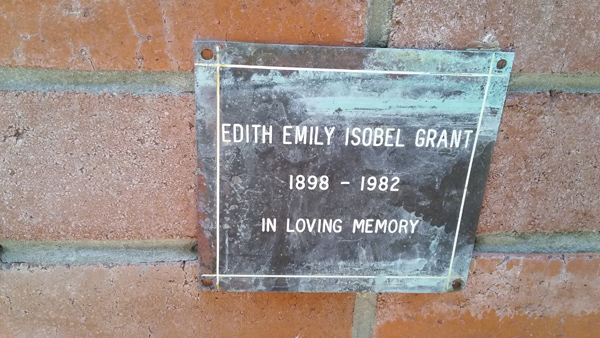 EDITH EMILY ISOBEL GRANT
1898 - 1982
IN LOVING MEMORY